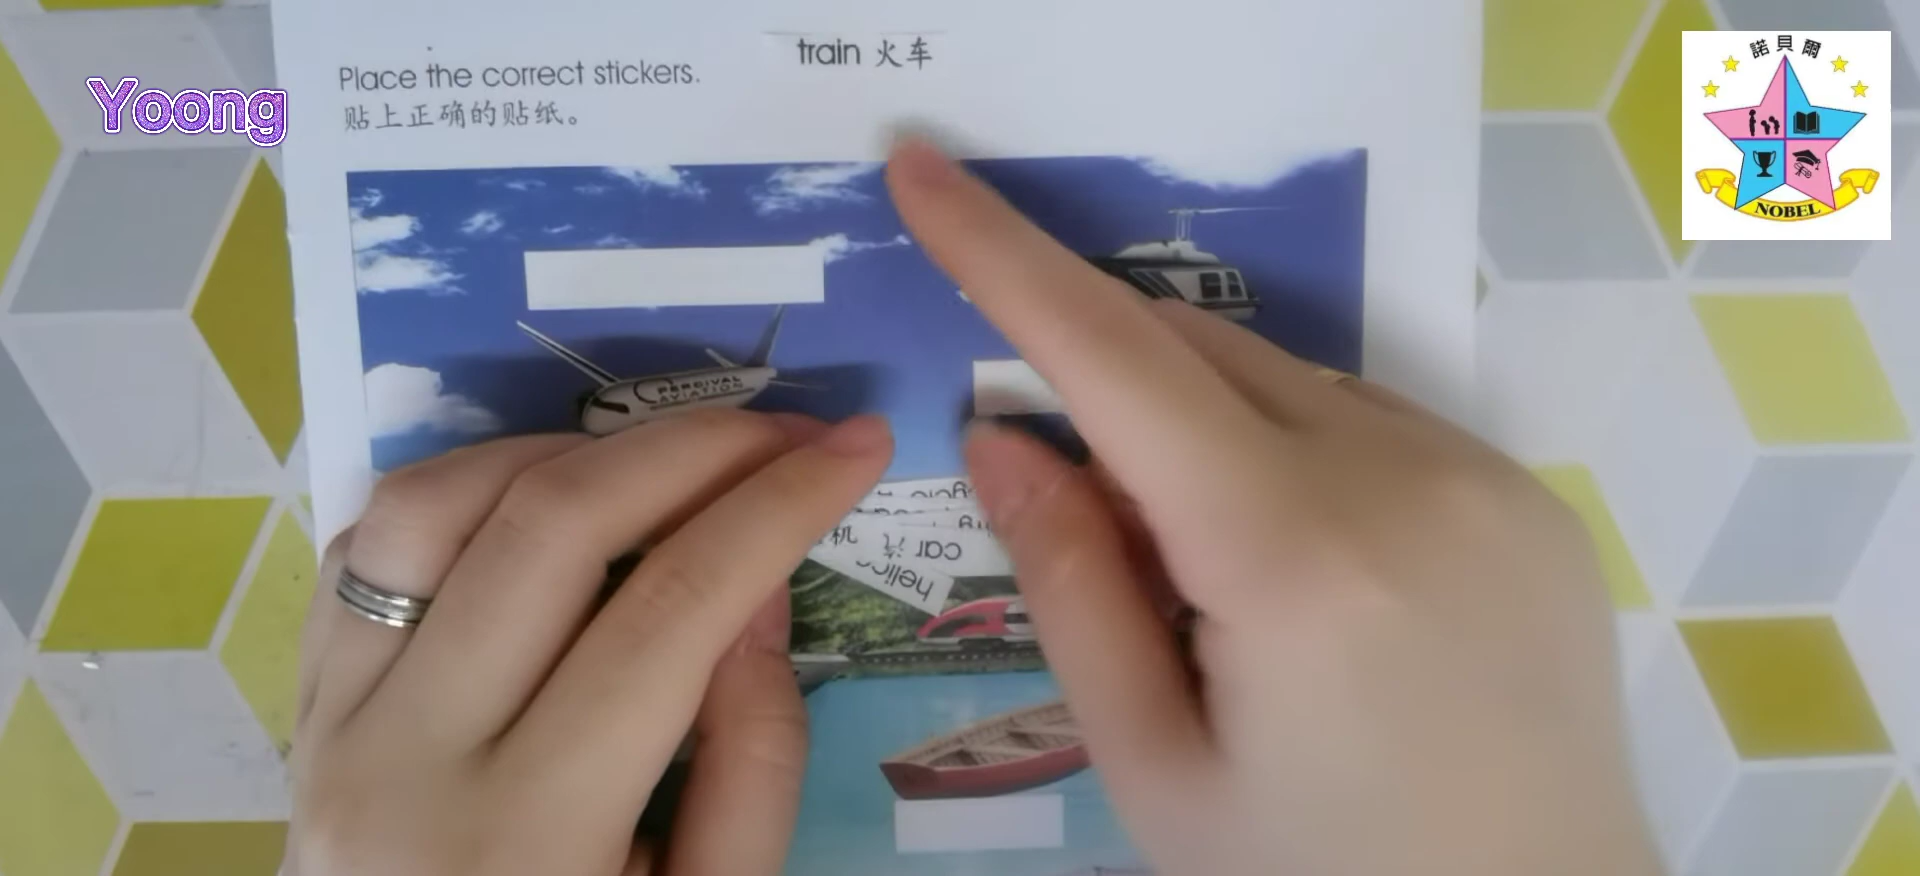 Yoong
Place the correct stickers.
贴上正确的贴纸。
train 火车
諾貝爾
NOBEL
PERCIVAL
AVIATION
car 汽
机